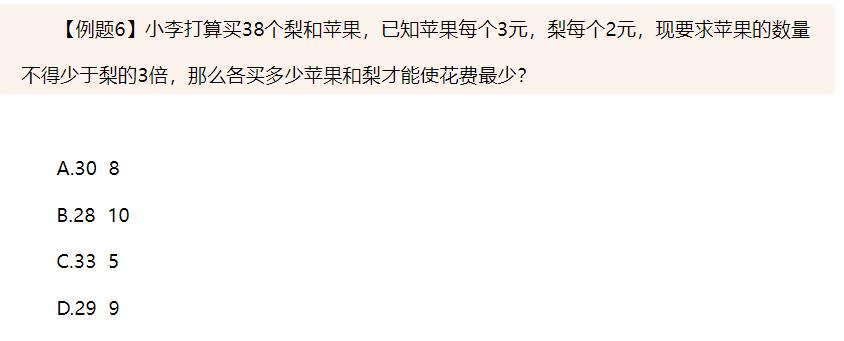 【例题6】小李打算买38个梨和苹果，已知苹果每个3元，梨每个2元，现要求苹果的数量
不得少于梨的3倍，那么各买多少苹果和梨才能使花费最少？
A.30 8
B.28 10
C.33 5
D.29 9